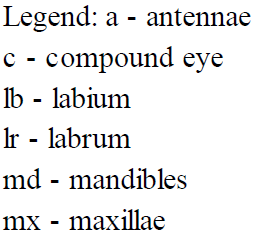 Legend: a - antennae
c - compound eye
lb - labium
lr - labrum
md - mandibles
mx - maxillae